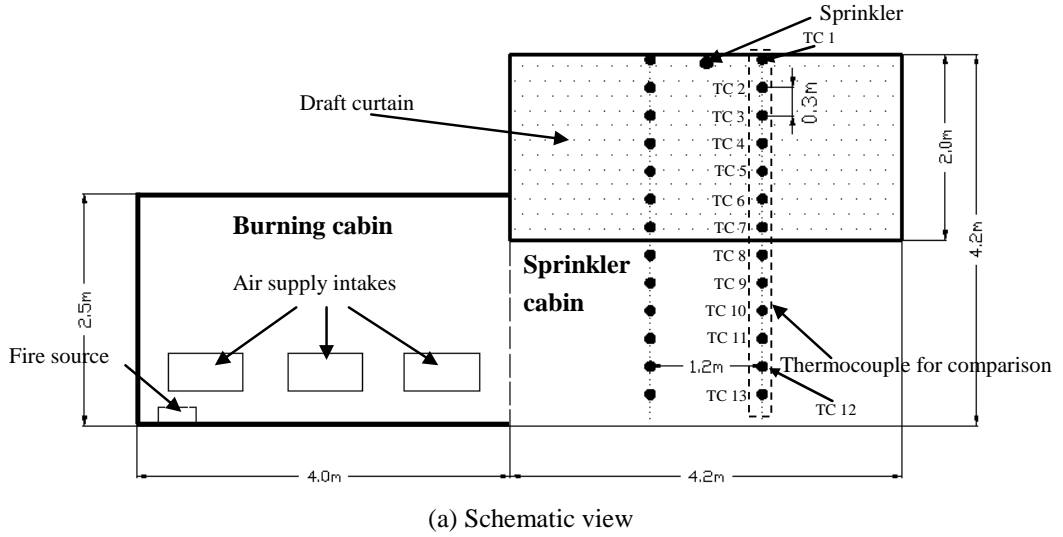 Sprinkler
TC 1
TC 2
0.3m
Draft curtain
TC 3
TC 4
TC 5
2.0m
TC 6
Burning cabin
TC 7
4.2m
Sprinkler
cabin
TC 8
Air supply intakes
TC 9
2.5m
TC 10
TC 11
Fire source
1.2m
Thermocouple for comparison
TC 13
TC 12
4.0m
4.2m
(a) Schematic view